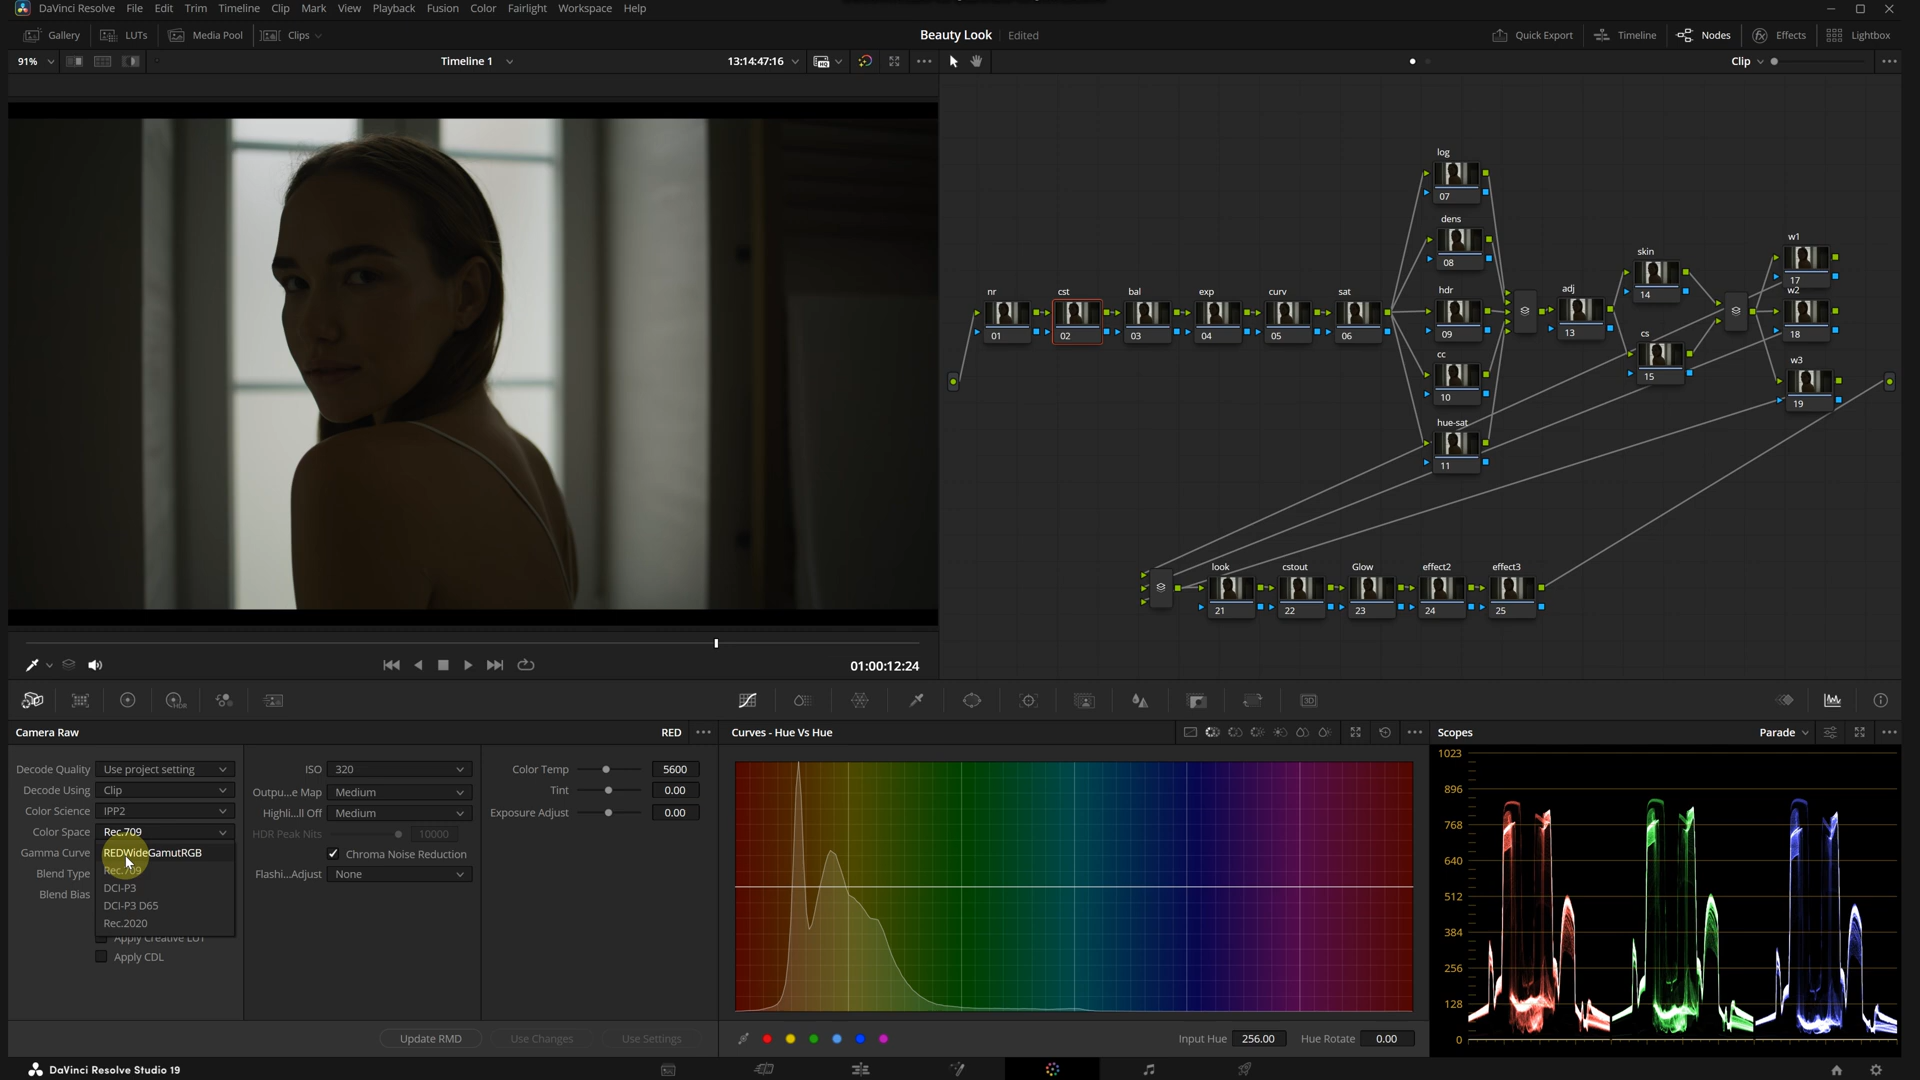 DaVinci Resolve File Edit Trim Timeline Clip Mark View Playback Fusion Color Fairlight Workspace Help
Gallery LUTs Media Pool Clips Beauty Look Edited Quick Export Timeline Nodes Effects Lightbox
91% Timeline 1 13:14:47:16 Clip
log
07
dens
08
hdr
09
cc
10
hue-sat
11
nr
01
cst
02
bal
03
exp
04
curv
05
sat
06
adj
13
skin
14
cs
15
w1
17
w2
18
w3
19
look
21
cstout
22
Glow
23
effect2
24
effect3
25
01:00:12:24
HDR
3D
Camera Raw RED
Decode Quality Use project setting
Decode Using Clip
Color Science IPP2
Color Space Rec.709
Gamma Curve REDWideGamutRGB
Rec.709
Blend Type
DCI-P3
Blend Bias
DCI-P3 D65
Rec.2020
Apply Creative LUT
Apply CDL
ISO 320
Outpu...e Map Medium
Highli...ll Off Medium
HDR Peak Nits 10000
Chroma Noise Reduction
Flashi...Adjust None
Color Temp 5600
Tint 0.00
Exposure Adjust 0.00
Update RMD Use Changes Use Settings
Curves - Hue Vs Hue
Input Hue 256.00 Hue Rotate 0.00
Scopes Parade
1023
896
768
640
512
384
256
128
0
DaVinci Resolve Studio 19